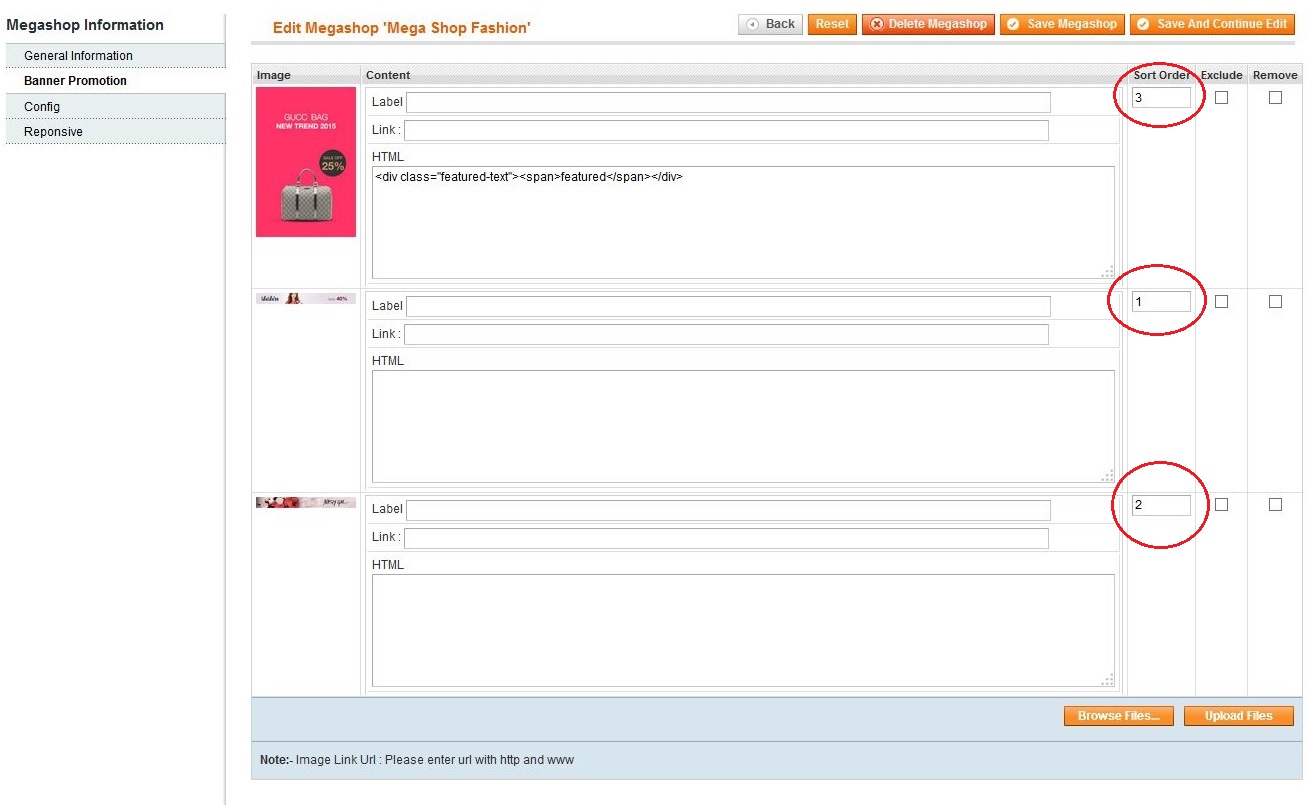 Megashop Information
General Information
Banner Promotion
Config
Reponsive
Edit Megashop 'Mega Shop Fashion'
Back Reset Delete Megashop Save Megashop Save And Continue Edit
Image Content Sort Order Exclude Remove
GUCC BAG
NEW TREND 2015
SALE OFF
25%
Label
3
Link :
HTML
<div class="featured-text"><span>featured</span></div>
40%
Label
1
Link :
HTML
Label
2
Link :
HTML
Browse Files... Upload Files
Note:- Image Link Url : Please enter url with http and www